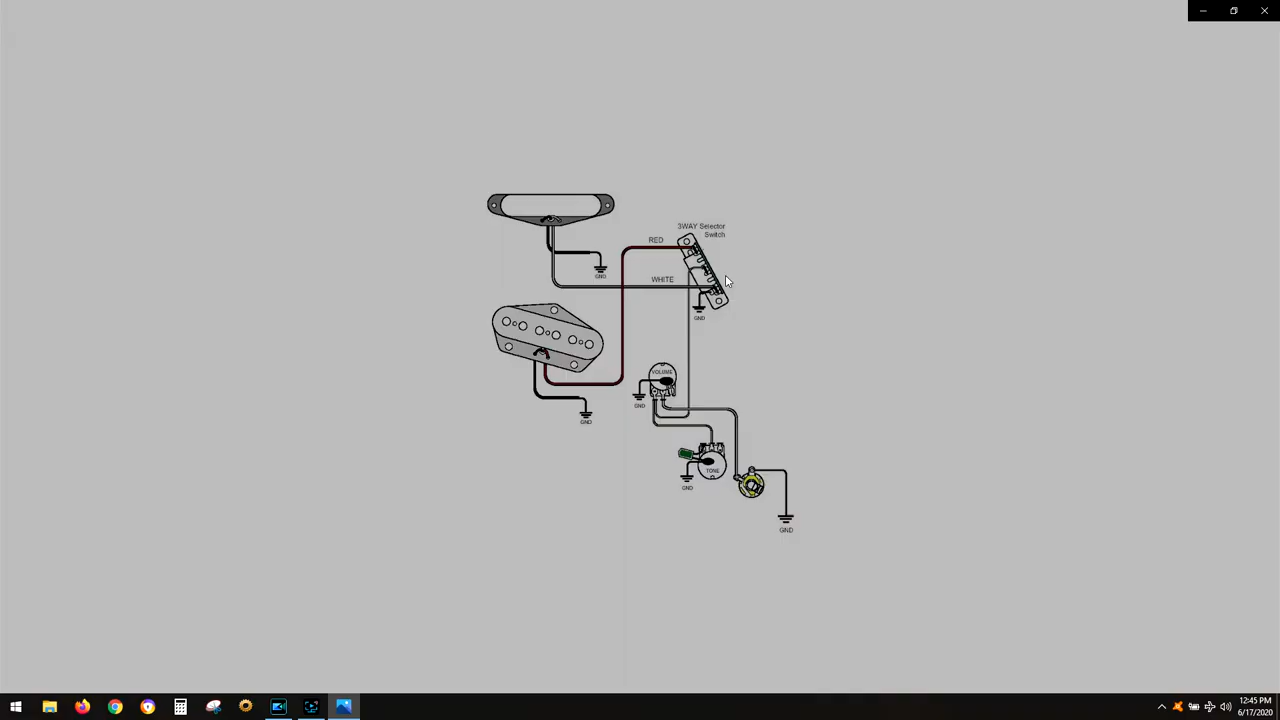 3WAY Selector
Switch
RED
GND
WHITE
GND
VOLUME
GND
GND
TONE
GND
GND
12:45 PM
6/17/2020